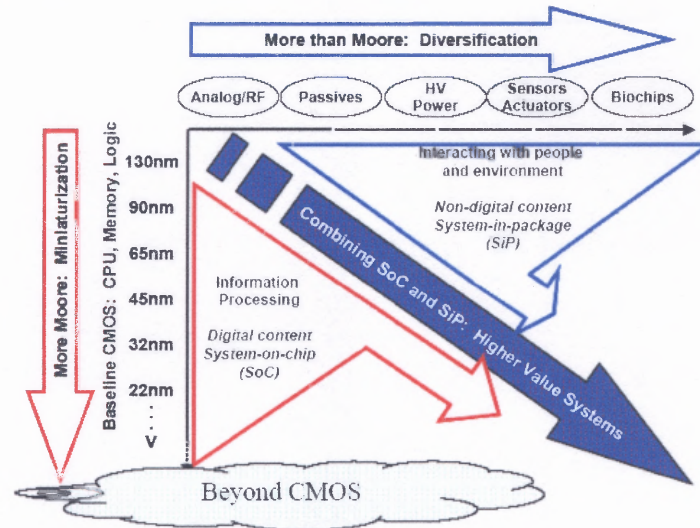 More than Moore: Diversification
Analog/RF
Passives
HV
Power
Sensors
Actuators
Biochips
More Moore: Miniaturization
Baseline CMOS: CPU, Memory, Logic
130nm
90nm
65nm
45nm
32nm
22nm
V
Interacting with people
and environment
Non-digital content
System-in-package
(SiP)
Combining SoC and SiP: Higher Value Systems
Information
Processing
Digital content
System-on-chip
(SoC)
Beyond CMOS